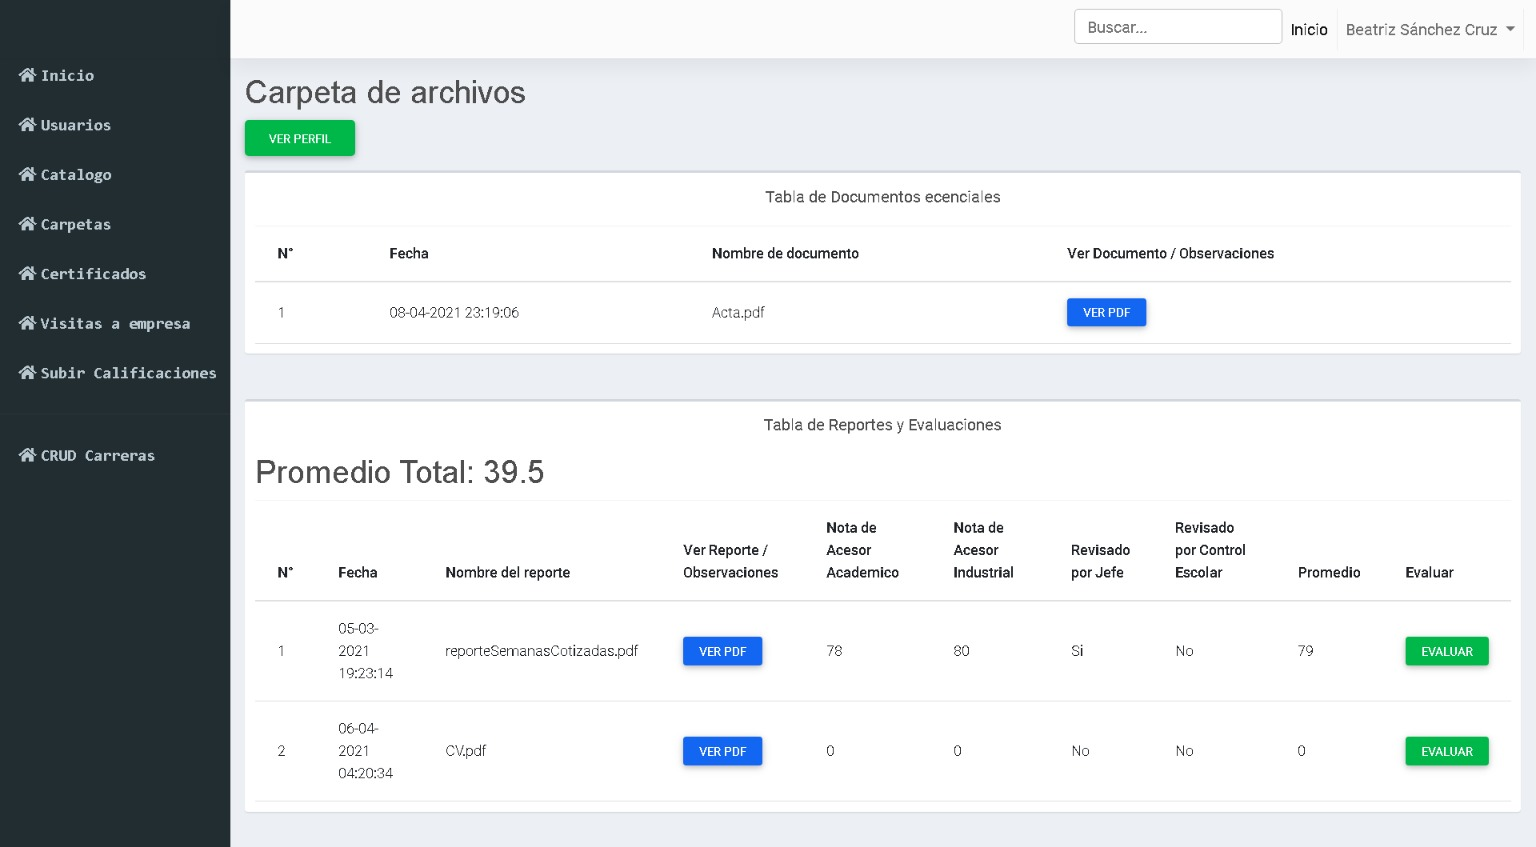 Buscar...
Inicio
Beatriz Sánchez Cruz
Inicio
Usuarios
Catalogo
Carpetas
Certificados
Visitas a empresa
Subir Calificaciones
CRUD Carreras
Carpeta de archivos
VER PERFIL
Tabla de Documentos ecenciales
N° Fecha Nombre de documento Ver Documento / Observaciones
1 08-04-2021 23:19:06 Acta.pdf VER PDF
Tabla de Reportes y Evaluaciones
Promedio Total: 39.5
N°
Fecha
Nombre del reporte
Ver Reporte /
Observaciones
Nota de
Acesor
Academico
Nota de
Acesor
Industrial
Revisado
por Jefe
Revisado
por Control
Escolar
Promedio
Evaluar
1
05-03-
2021
19:23:14
reporteSemanasCotizadas.pdf
VER PDF
78
80
Si
No
79
EVALUAR
2
06-04-
2021
04:20:34
CV.pdf
VER PDF
0
0
No
No
0
EVALUAR